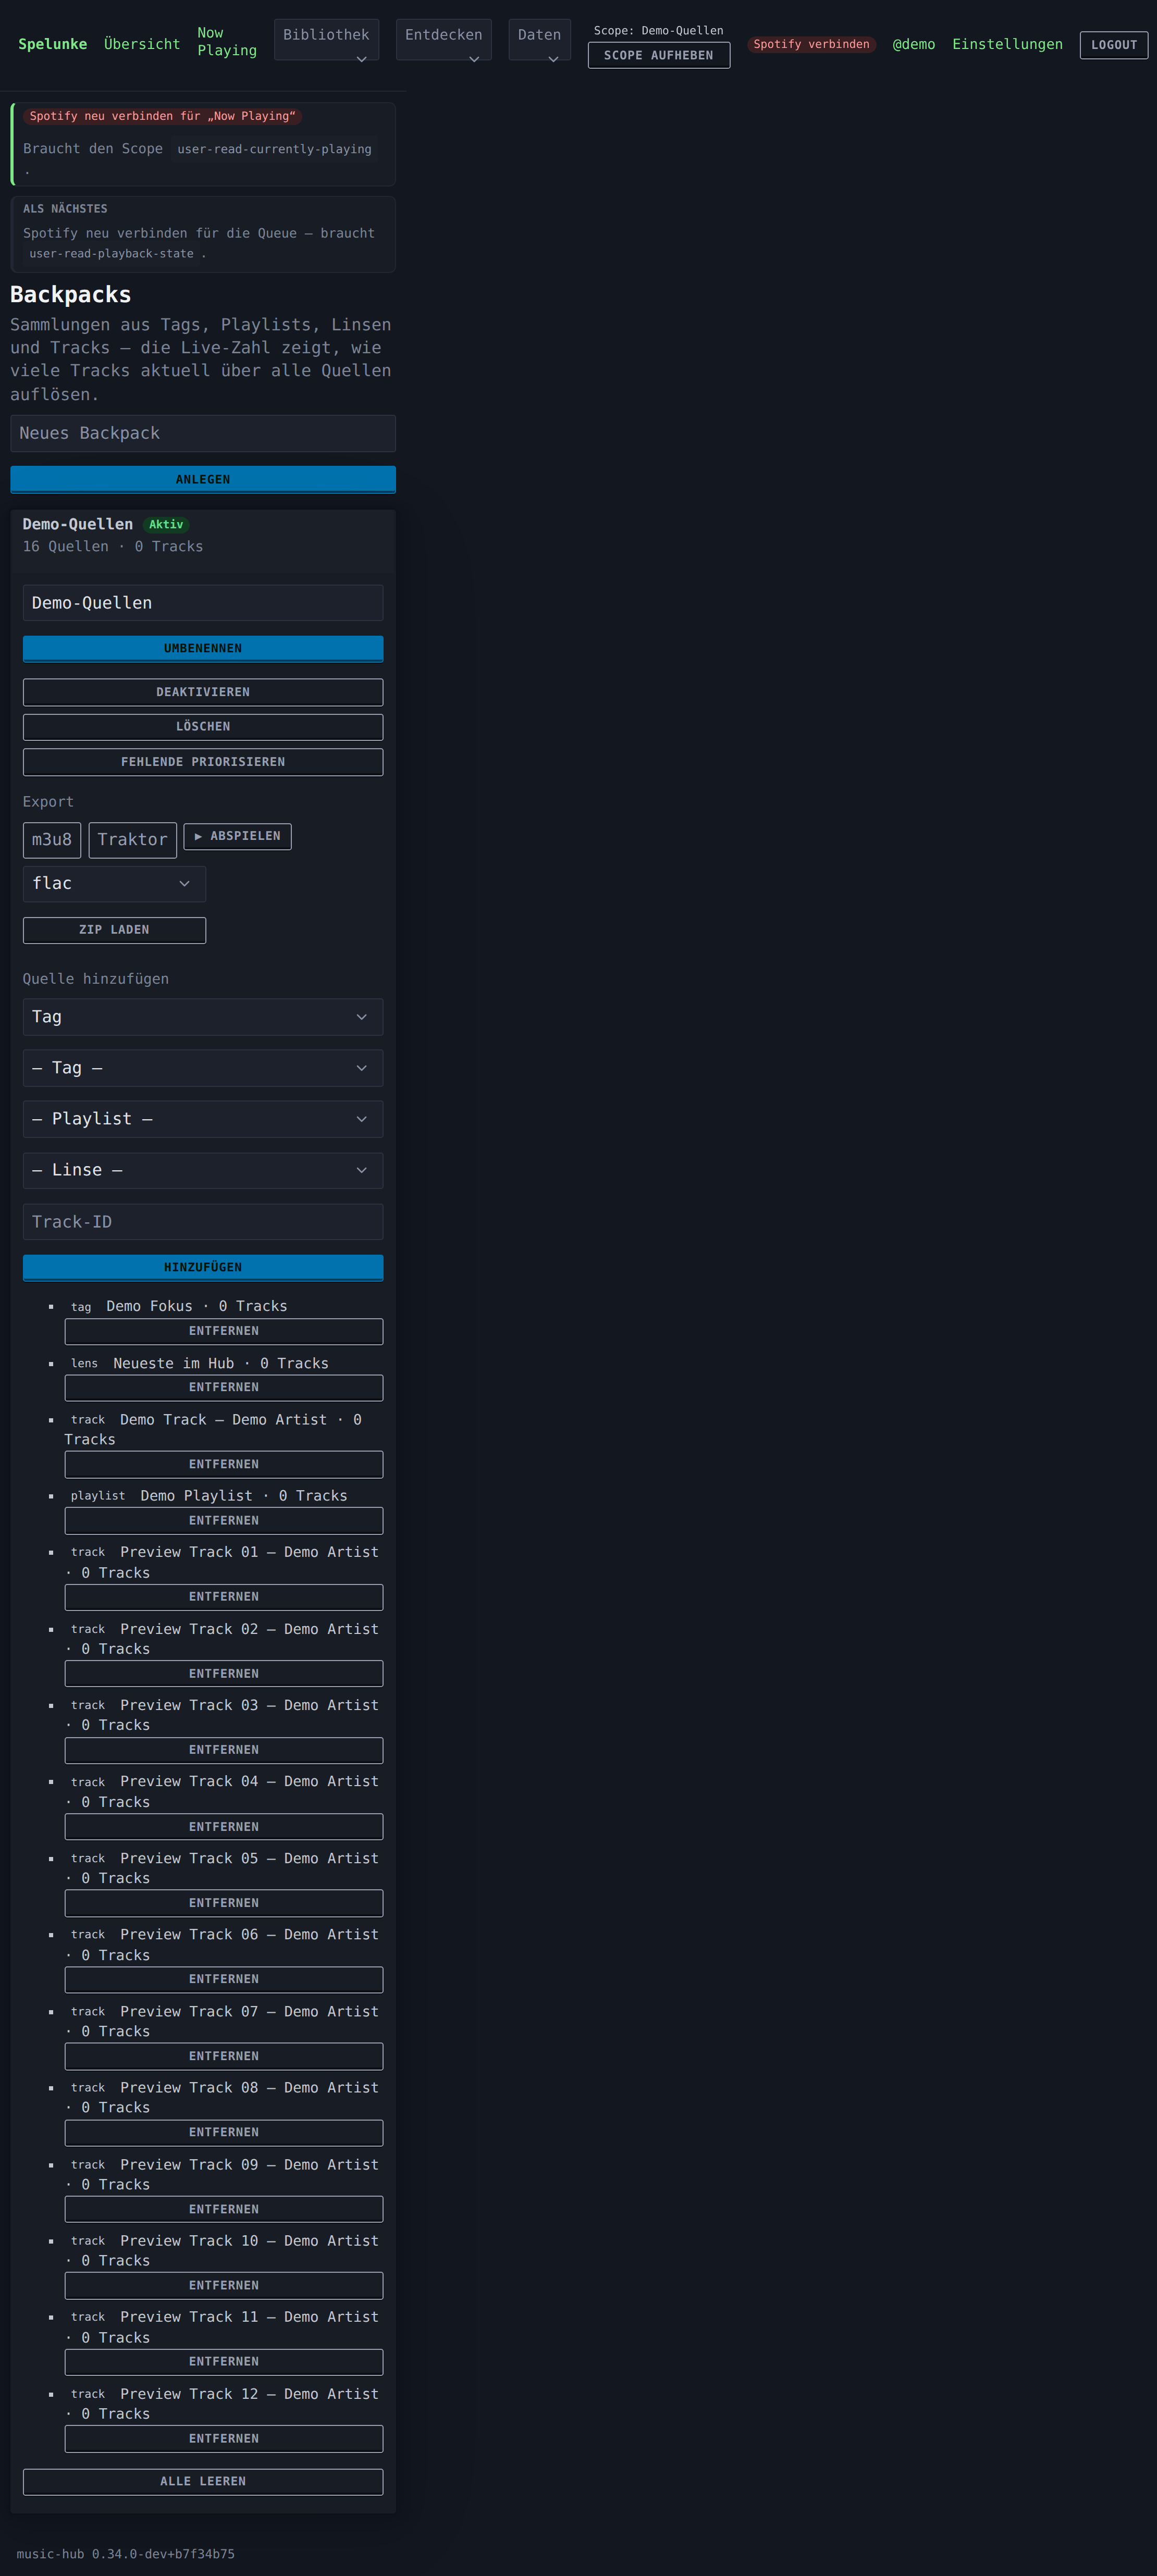 Spelunke Übersicht Now Playing Bibliothek Entdecken Daten Scope: Demo-Quellen SCOPE AUFHEBEN Spotify verbinden @demo Einstellungen LOGOUT
Spotify neu verbinden für „Now Playing“
Braucht den Scope user-read-currently-playing
.
ALS NÄCHSTES
Spotify neu verbinden für die Queue — braucht
user-read-playback-state .
Backpacks
Sammlungen aus Tags, Playlists, Linsen
und Tracks — die Live-Zahl zeigt, wie
viele Tracks aktuell über alle Quellen
auflösen.
Neues Backpack
ANLEGEN
Demo-Quellen Aktiv
16 Quellen · 0 Tracks
Demo-Quellen
UMBENENNEN
DEAKTIVIEREN
LÖSCHEN
FEHLENDE PRIORISIEREN
Export
m3u8 Traktor ▶ ABSPIELEN
flac
ZIP LADEN
Quelle hinzufügen
Tag
— Tag —
— Playlist —
— Linse —
Track-ID
HINZUFÜGEN
tag Demo Fokus · 0 Tracks
ENTFERNEN
lens Neueste im Hub · 0 Tracks
ENTFERNEN
track Demo Track — Demo Artist · 0
Tracks
ENTFERNEN
playlist Demo Playlist · 0 Tracks
ENTFERNEN
track Preview Track 01 — Demo Artist
· 0 Tracks
ENTFERNEN
track Preview Track 02 — Demo Artist
· 0 Tracks
ENTFERNEN
track Preview Track 03 — Demo Artist
· 0 Tracks
ENTFERNEN
track Preview Track 04 — Demo Artist
· 0 Tracks
ENTFERNEN
track Preview Track 05 — Demo Artist
· 0 Tracks
ENTFERNEN
track Preview Track 06 — Demo Artist
· 0 Tracks
ENTFERNEN
track Preview Track 07 — Demo Artist
· 0 Tracks
ENTFERNEN
track Preview Track 08 — Demo Artist
· 0 Tracks
ENTFERNEN
track Preview Track 09 — Demo Artist
· 0 Tracks
ENTFERNEN
track Preview Track 10 — Demo Artist
· 0 Tracks
ENTFERNEN
track Preview Track 11 — Demo Artist
· 0 Tracks
ENTFERNEN
track Preview Track 12 — Demo Artist
· 0 Tracks
ENTFERNEN
ALLE LEEREN
music-hub 0.34.0-dev+b7f34b75